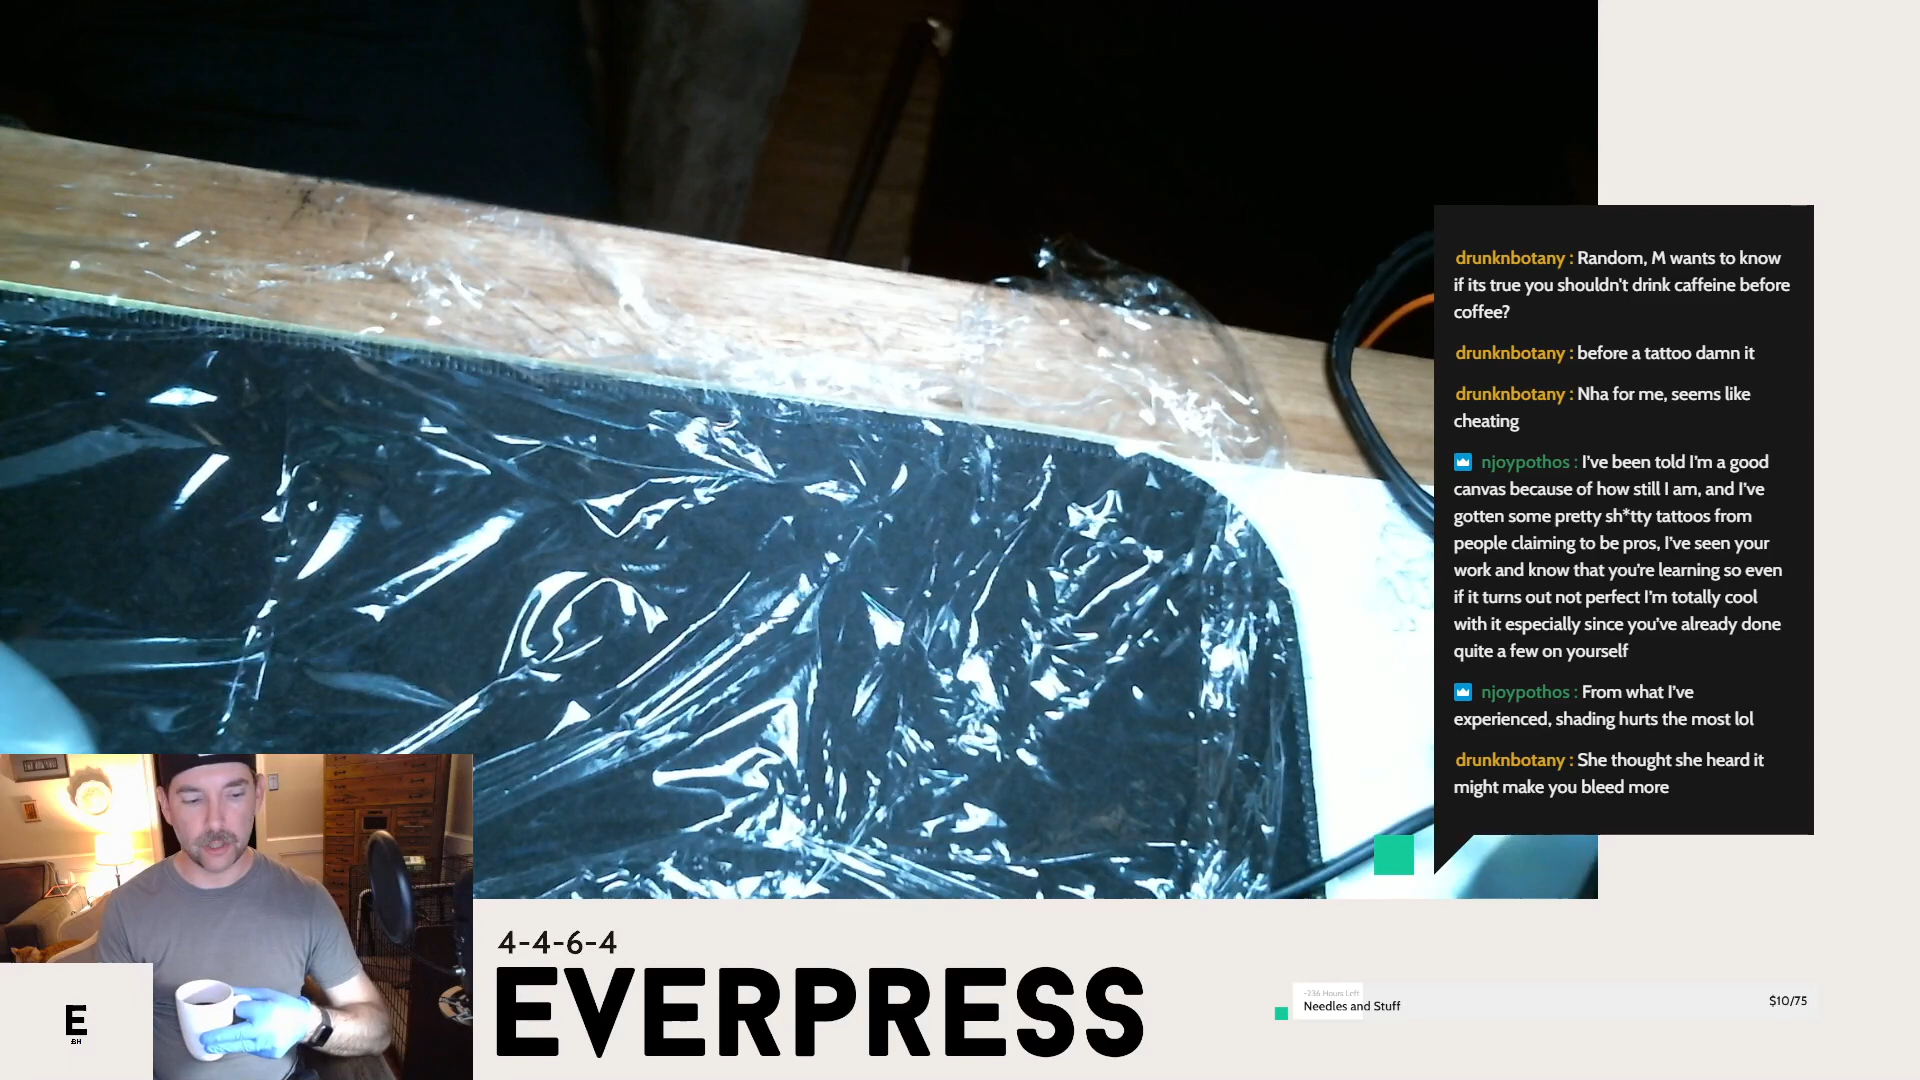 drunknbotany : Random, M wants to know
if its true you shouldn't drink caffeine before
coffee?
drunknbotany : before a tattoo damn it
drunknbotany : Nha for me, seems like
cheating
njoypothos : I've been told I'm a good
canvas because of how still I am, and I've
gotten some pretty sh*tty tattoos from
people claiming to be pros, I've seen your
work and know that you're learning so even
if it turns out not perfect I'm totally cool
with it especially since you've already done
quite a few on yourself
njoypothos : From what I've
experienced, shading hurts the most lol
drunknbotany : She thought she heard it
might make you bleed more
4-4-6-4
EVERPRESS
E
.BH
-236 Hours Left
Needles and Stuff
$10/75